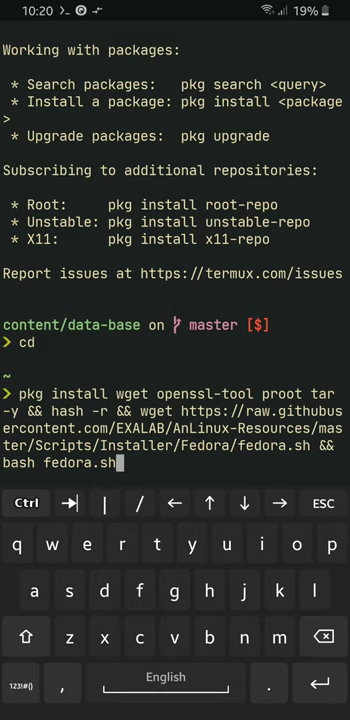 10:20
19%
Working with packages:
* Search packages: pkg search <query>
* Install a package: pkg install <package
>
* Upgrade packages: pkg upgrade
Subscribing to additional repositories:
* Root: pkg install root-repo
* Unstable: pkg install unstable-repo
* X11: pkg install x11-repo
Report issues at https://termux.com/issues
content/data-base on master [$]
❯ cd
~
❯ pkg install wget openssl-tool proot tar
-y && hash -r && wget https://raw.githubus
ercontent.com/EXALAB/AnLinux-Resources/mas
ter/Scripts/Installer/Fedora/fedora.sh &&
bash fedora.sh
Ctrl | / ← ↑ ↓ → ESC
q w e r t y u i o p
a s d f g h j k l
z x c v b n m
123!#() , English .